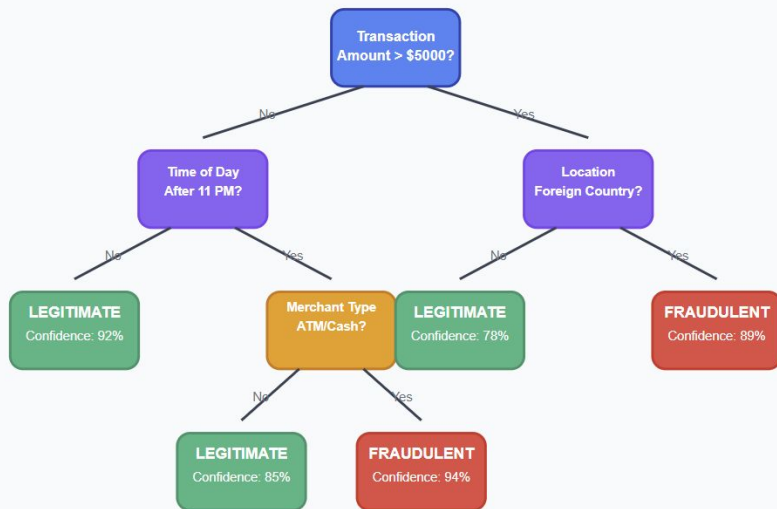 Transaction
Amount > $5000?
No
Yes
Time of Day
After 11 PM?
Location
Foreign Country?
No
Yes
No
Yes
LEGITIMATE
Confidence: 92%
Merchant Type
ATM/Cash?
LEGITIMATE
Confidence: 78%
FRAUDULENT
Confidence: 89%
No
Yes
LEGITIMATE
Confidence: 85%
FRAUDULENT
Confidence: 94%